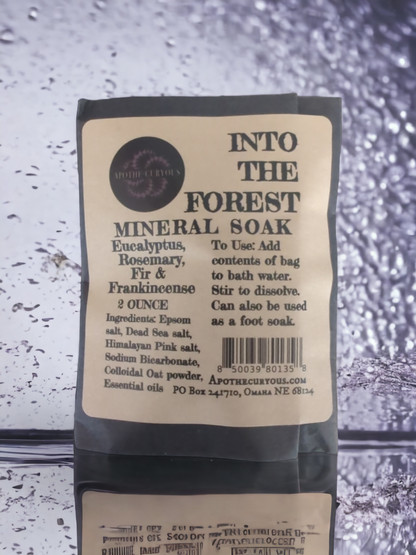 APOTHE-CURVOUS
INTO
THE
FOREST
MINERAL SOAK
Eucalyptus,
Rosemary,
Fir &
Frankincense
2 OUNCE
Ingredients: Epsom
salt, Dead Sea salt,
Himalayan Pink salt,
Sodium Bicarbonate,
Colloidal Oat powder,
Essential oils
To Use: Add
contents of bag
to bath water.
Stir to dissolve.
Can also be used
as a foot soak.
8 50039 80135 8
Apothecurvous.com
PO Box 241710, Omaha NE 68124